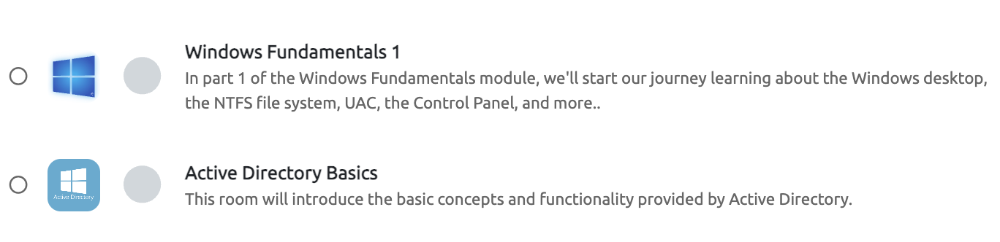 Windows Fundamentals 1
In part 1 of the Windows Fundamentals module, we'll start our journey learning about the Windows desktop,
the NTFS file system, UAC, the Control Panel, and more..
Active Directory Basics
Active Directory
This room will introduce the basic concepts and functionality provided by Active Directory.